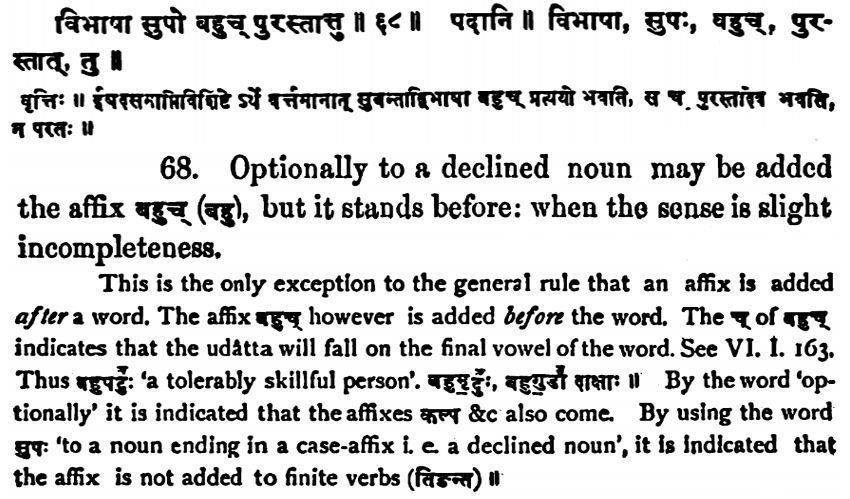 विभाषा सुपो बहुच् पुरस्तात्तु ॥ ६८ ॥ पदानि ॥ विभाषा, सुपः, बहुच्, पुर-
स्तात्, तु ॥
वृत्तिः ॥ ईषदसमाप्तिविशिष्टे ऽर्थे वर्त्तमानात् सुबन्ताद्विभाषा बहुच् प्रत्ययो भवति, स च पुरस्तादेव भवति,
न परतः ॥
68. Optionally to a declined noun may be added
the affix बहुच् (बहु), but it stands before: when the sense is slight
incompleteness.
This is the only exception to the general rule that an affix is added
after a word. The affix बहुच् however is added before the word. The च् of बहुच्
indicates that the udâtta will fall on the final vowel of the word. See VI. 1. 163.
Thus बहुपटुः 'a tolerably skillful person'. बहुमृदुः, बहुगुडो द्राक्षाः ॥ By the word 'op-
tionally' it is indicated that the affixes कल्प &c also come. By using the word
सुपः 'to a noun ending in a case-affix i. e. a declined noun', it is indicated that
the affix is not added to finite verbs (तिङन्त) ॥